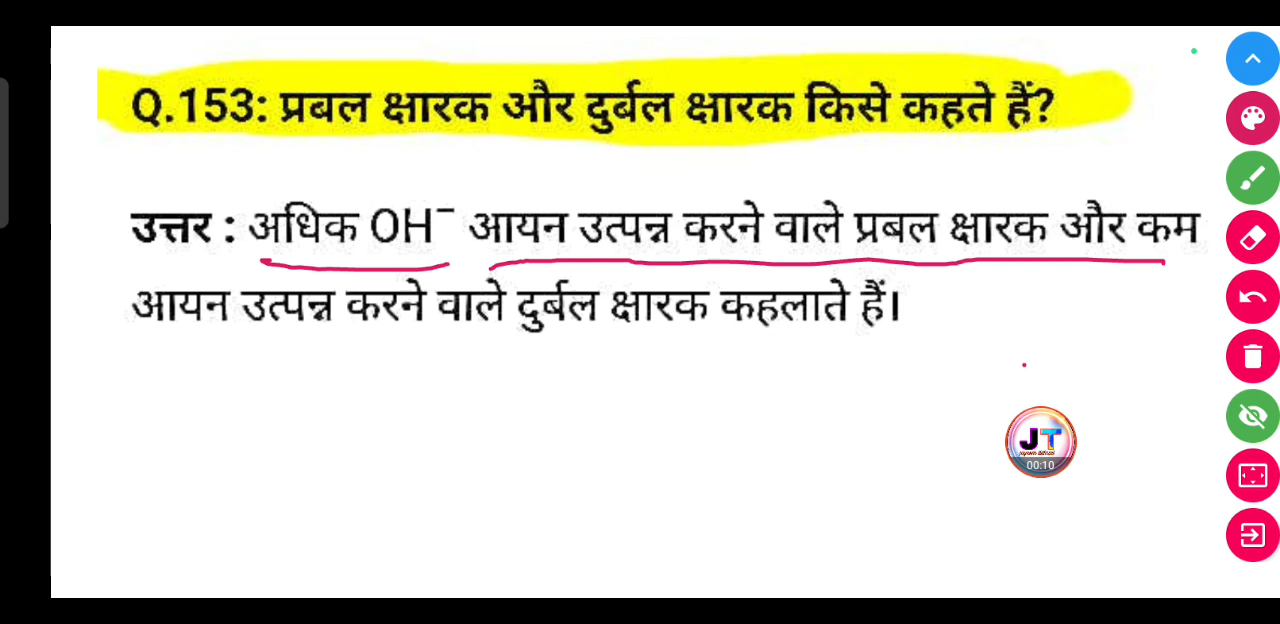 Q.153: प्रबल क्षारक और दुर्बल क्षारक किसे कहते हैं?
उत्तर : अधिक OH⁻ आयन उत्पन्न करने वाले प्रबल क्षारक और कम
आयन उत्पन्न करने वाले दुर्बल क्षारक कहलाते हैं।
JT
00:10